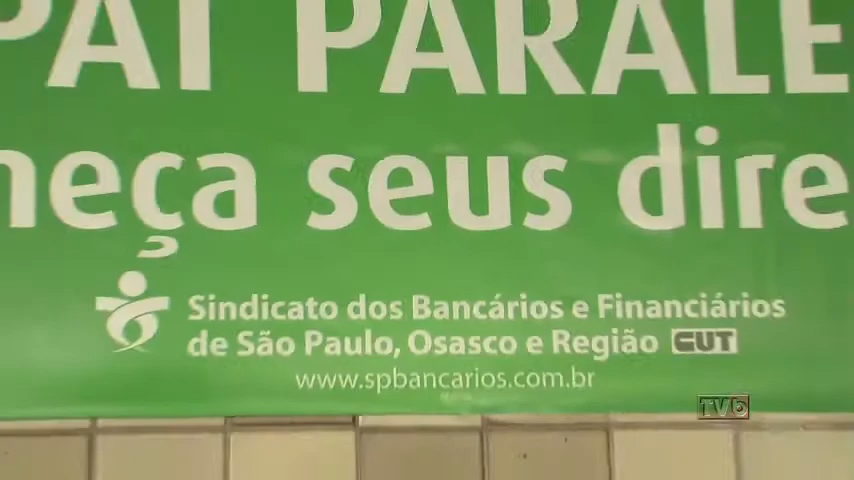 PAT PARALE
heça seus dire
Sindicato dos Bancários e Financiários
de São Paulo, Osasco e Região CUT
www.spbancarios.com.br
TVb